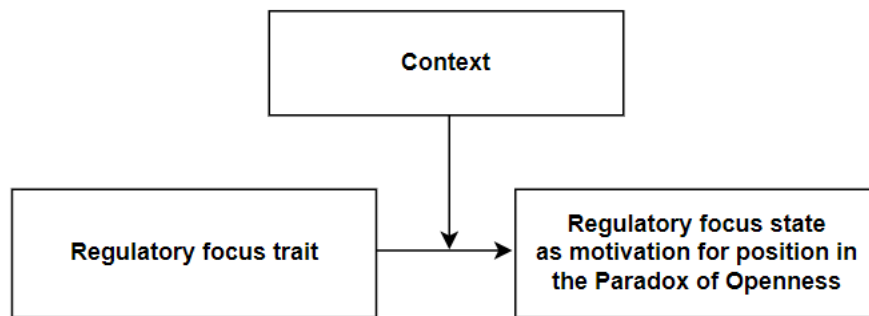 Context
Regulatory focus trait
Regulatory focus state
as motivation for position in
the Paradox of Openness